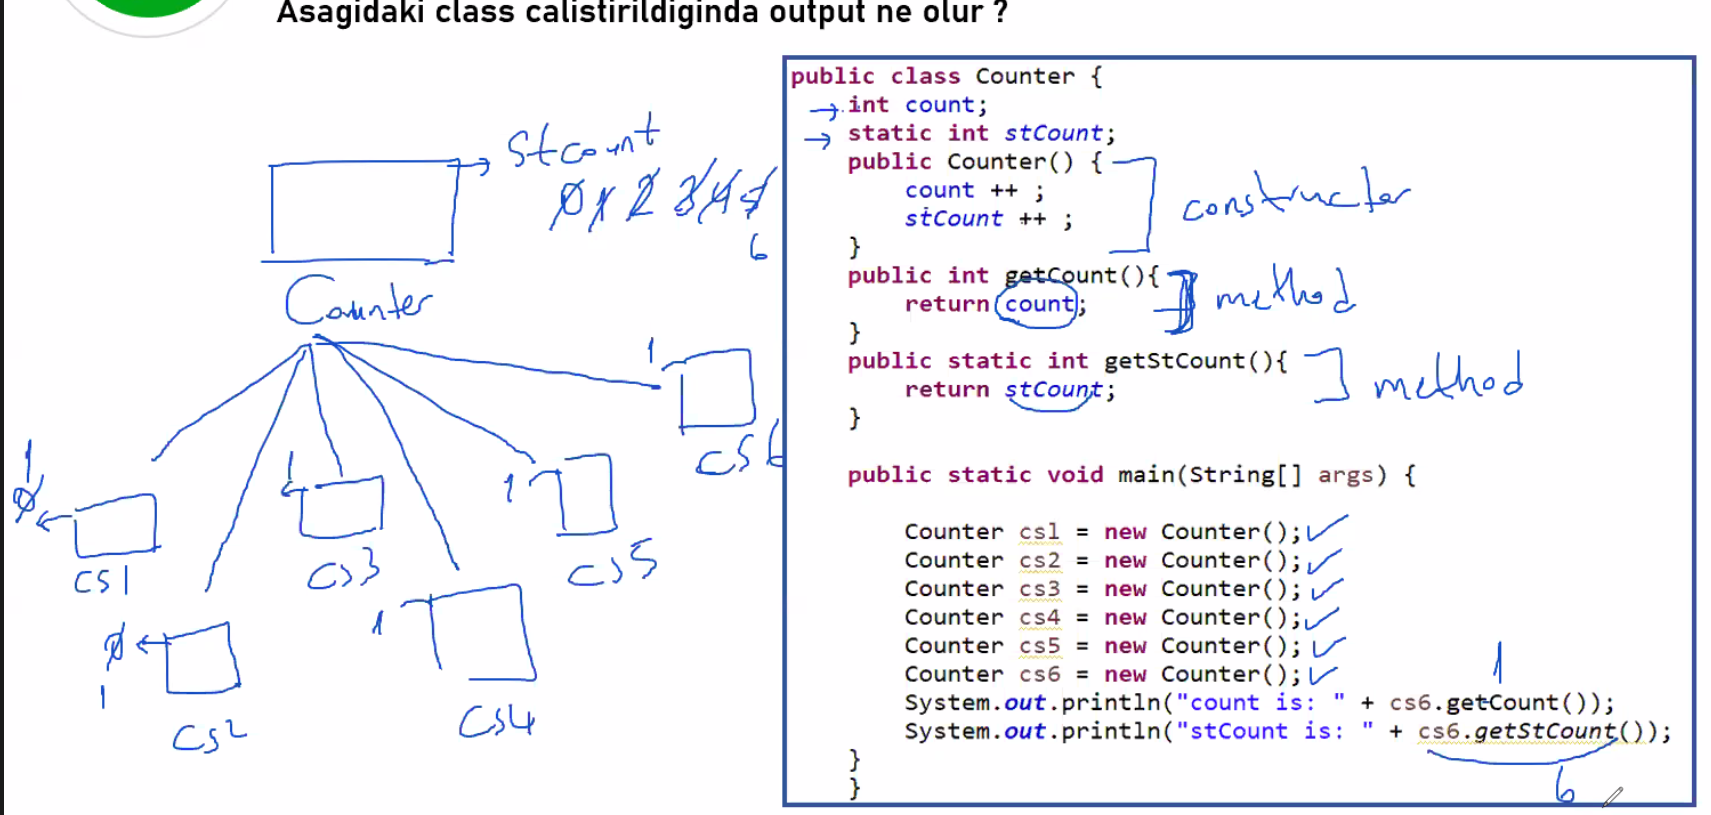 Asagidaki class calistirildiginda output ne olur ?
public class Counter {
int count;
static int stCount;
public Counter() {
count ++ ;
stCount ++ ;
}
public int getCount(){
return count;
}
public static int getStCount(){
return stCount;
}
public static void main(String[] args) {
Counter cs1 = new Counter();
Counter cs2 = new Counter();
Counter cs3 = new Counter();
Counter cs4 = new Counter();
Counter cs5 = new Counter();
Counter cs6 = new Counter();
System.out.println("count is: " + cs6.getCount());
System.out.println("stCount is: " + cs6.getStCount());
}
}
constructer
method
method
1
6
stcount
0 1 2 3 4 5
6
Counter
1
0
cs1
0
1
cs2
1
cs3
1
cs4
1
cs5
1
cs6